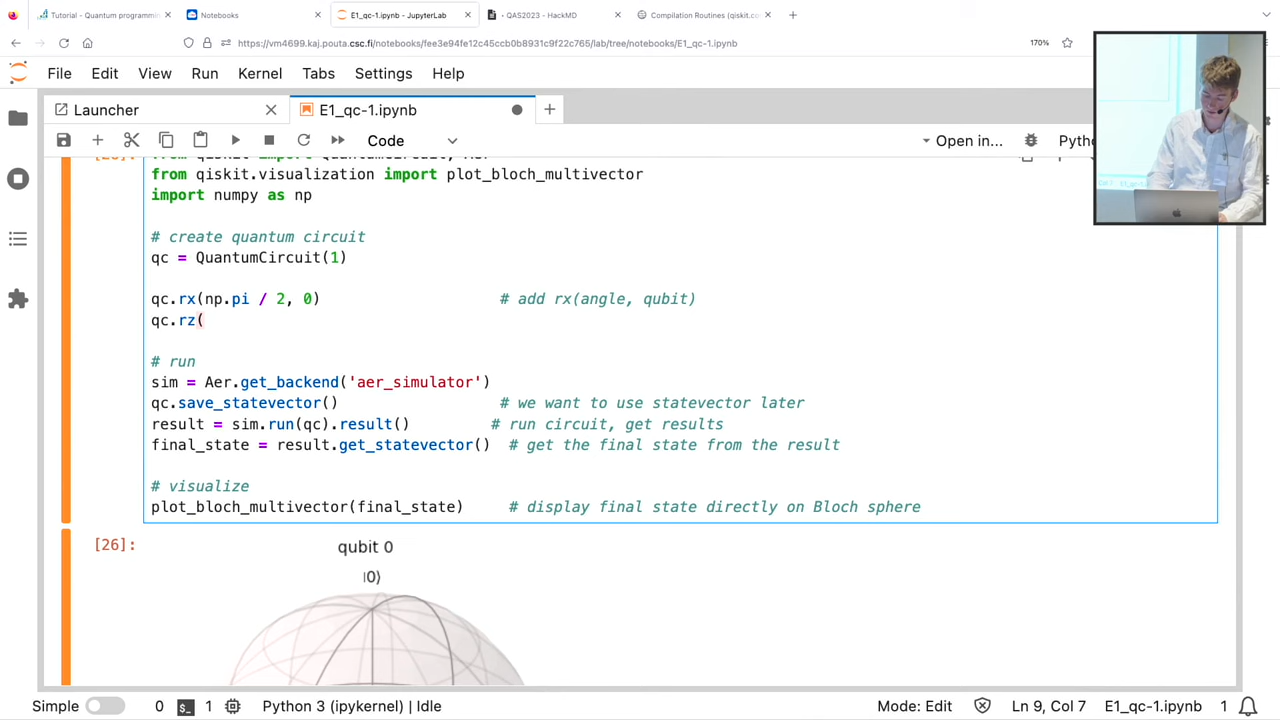 Tutorial - Quantum programmin
Notebooks
E1_qc-1.ipynb - JupyterLab
- QAS2023 - HackMD
Compilation Routines (qiskit.co
https://vm4699.kaj.pouta.csc.fi/notebooks/fee3e94fe12c45ccb0b8931c9f22c765/lab/tree/notebooks/E1_qc-1.ipynb
170%
File Edit View Run Kernel Tabs Settings Help
Launcher
E1_qc-1.ipynb
Code
Open in...
Pyth
from qiskit.visualization import plot_bloch_multivector
import numpy as np
# create quantum circuit
qc = QuantumCircuit(1)
qc.rx(np.pi / 2, 0) # add rx(angle, qubit)
qc.rz(
# run
sim = Aer.get_backend('aer_simulator')
qc.save_statevector() # we want to use statevector later
result = sim.run(qc).result() # run circuit, get results
final_state = result.get_statevector() # get the final state from the result
# visualize
plot_bloch_multivector(final_state) # display final state directly on Bloch sphere
[26]:
qubit 0
|0⟩
Simple 0 1 Python 3 (ipykernel) | Idle Mode: Edit Ln 9, Col 7 E1_qc-1.ipynb 1